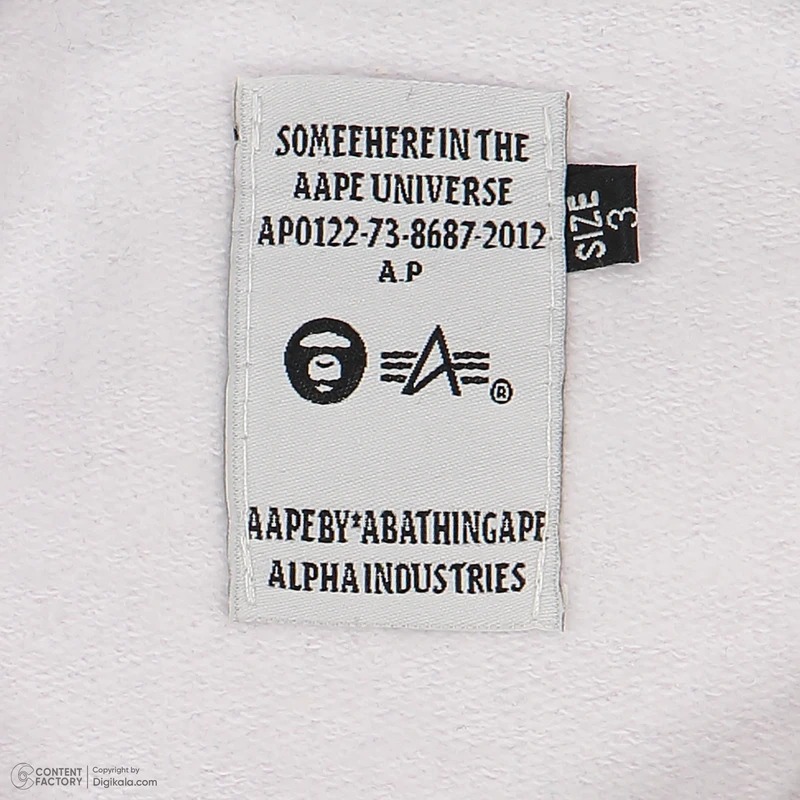 SOMEEHERE IN THE
AAPE UNIVERSE
AP0122-73-8687-2012
A.P
SIZE
3
®
AAPEBY*ABATHINGAPE
ALPHA INDUSTRIES
CONTENT
FACTORY
Copyright by
Digikala.com